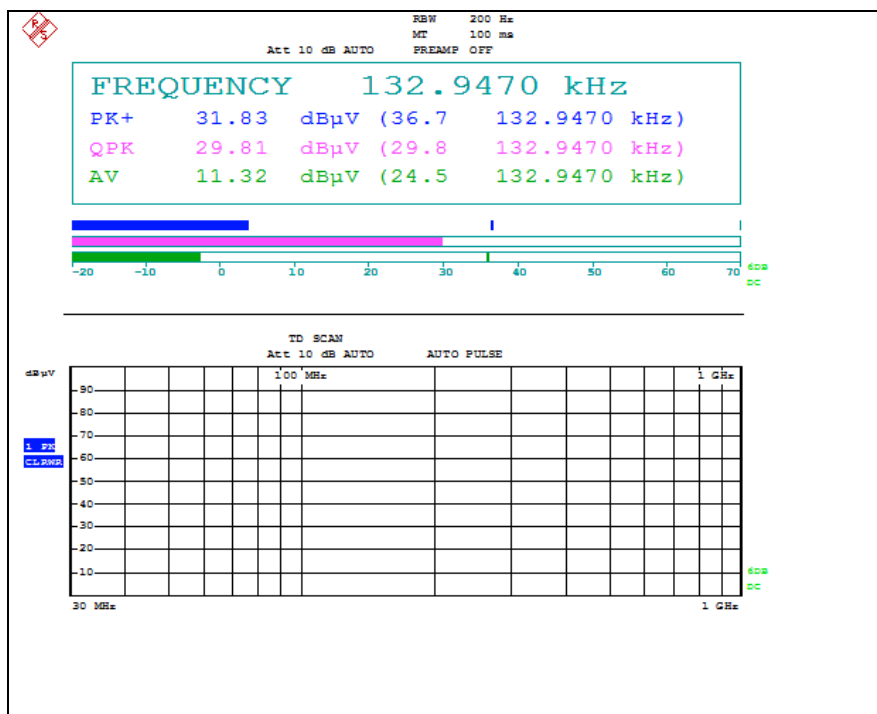 R S
RBW 200 Hz
MT 100 ms
Att 10 dB AUTO PREAMP OFF
FREQUENCY 132.9470 kHz
PK+ 31.83 dBµV (36.7 132.9470 kHz)
QPK 29.81 dBµV (29.8 132.9470 kHz)
AV 11.32 dBµV (24.5 132.9470 kHz)
-20 -10 0 10 20 30 40 50 60 70
6DB
DC
TD SCAN
Att 10 dB AUTO AUTO PULSE
dBµV
100 MHz 1 GHz
90
80
70
1 PK
CLRWR
60
50
40
30
20
10
6DB
DC
30 MHz 1 GHz